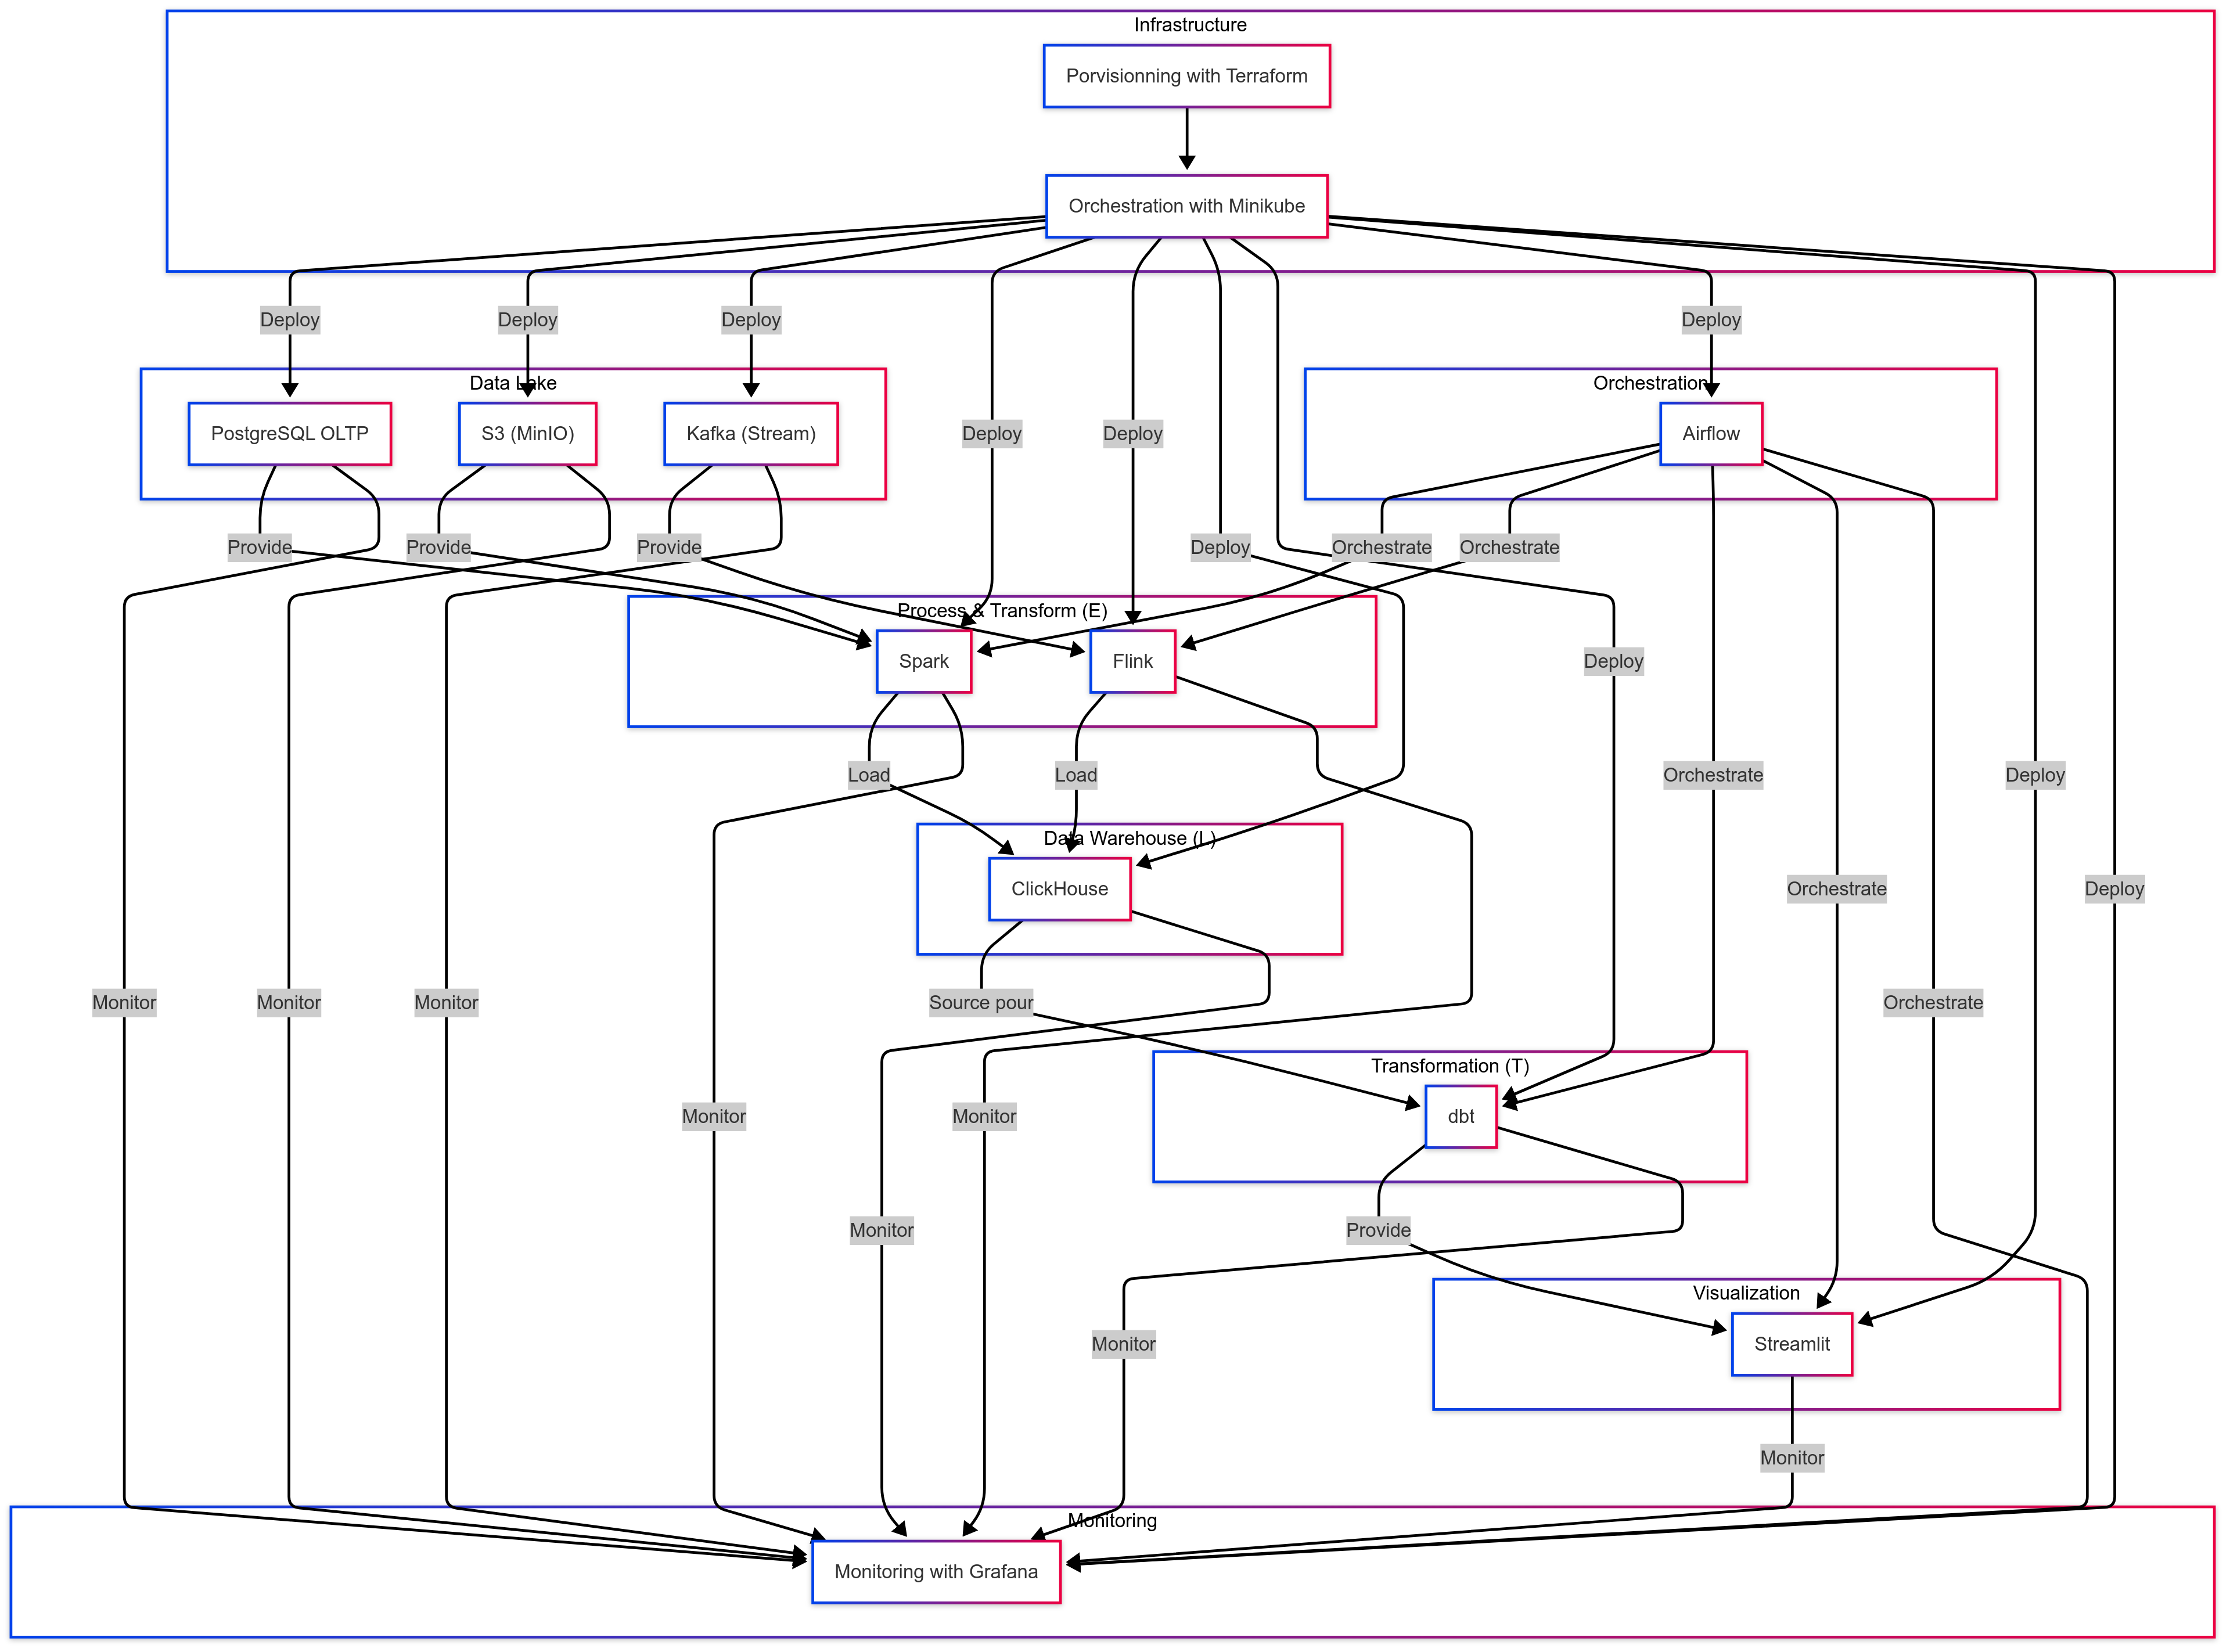 Infrastructure
Porvisionning with Terraform
Orchestration with Minikube
Deploy
Deploy
Deploy
Deploy
Data Lake
Orchestration
PostgreSQL OLTP
S3 (MinIO)
Kafka (Stream)
Deploy
Deploy
Airflow
Provide
Provide
Provide
Deploy
Orchestrate
Orchestrate
Process & Transform (E)
Spark
Flink
Deploy
Load
Load
Orchestrate
Deploy
Data Warehouse (L)
ClickHouse
Orchestrate
Deploy
Monitor
Monitor
Monitor
Source pour
Orchestrate
Transformation (T)
Monitor
Monitor
dbt
Monitor
Provide
Visualization
Monitor
Streamlit
Monitor
Monitoring
Monitoring with Grafana